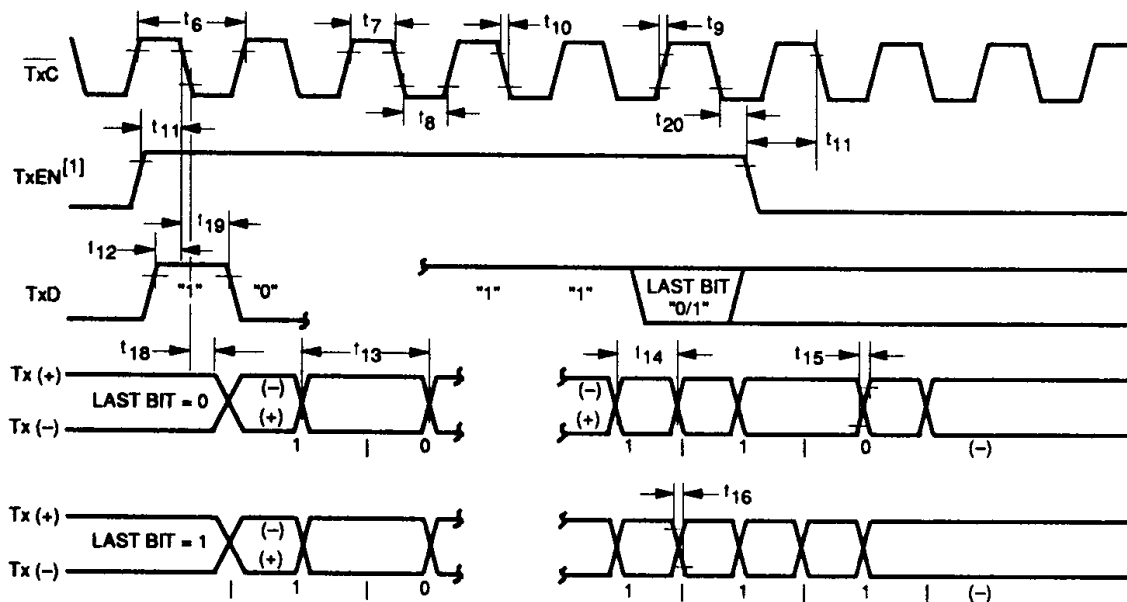 t6 t7 t10 t9
TxC
t8 t20 t11
t11
TxEN[1]
t19
t12
TxD "1" "0" "1" "1" LAST BIT "0/1"
t18 t13 t14 t15
Tx (+) (–) (–)
LAST BIT = 0
Tx (–) (+) (+)
1 | 0 1 | 1 | 0 (–)
t16
Tx (+) (–)
LAST BIT = 1
Tx (–) (+)
| 1 | 0 1 | 1 | 1 | (–)